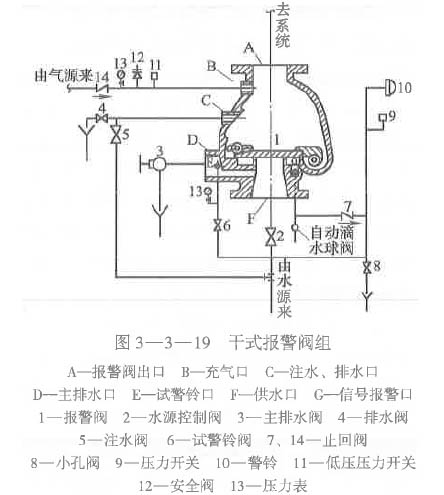 去系统
A
12
13
11
B
由气源来
14
10
C
4
9
5
D
1
3
E
13
7
F
自动滴
水球阀
6
2
8
由水源来
图 3—3—19 干式报警阀组
A—报警阀出口 B—充气口 C—注水、排水口
D—主排水口 E—试警铃口 F—供水口 G—信号报警口
1—报警阀 2—水源控制阀 3—主排水阀 4—排水阀
5—注水阀 6—试警铃阀 7、14—止回阀
8—小孔阀 9—压力开关 10—警铃 11—低压压力开关
12—安全阀 13—压力表